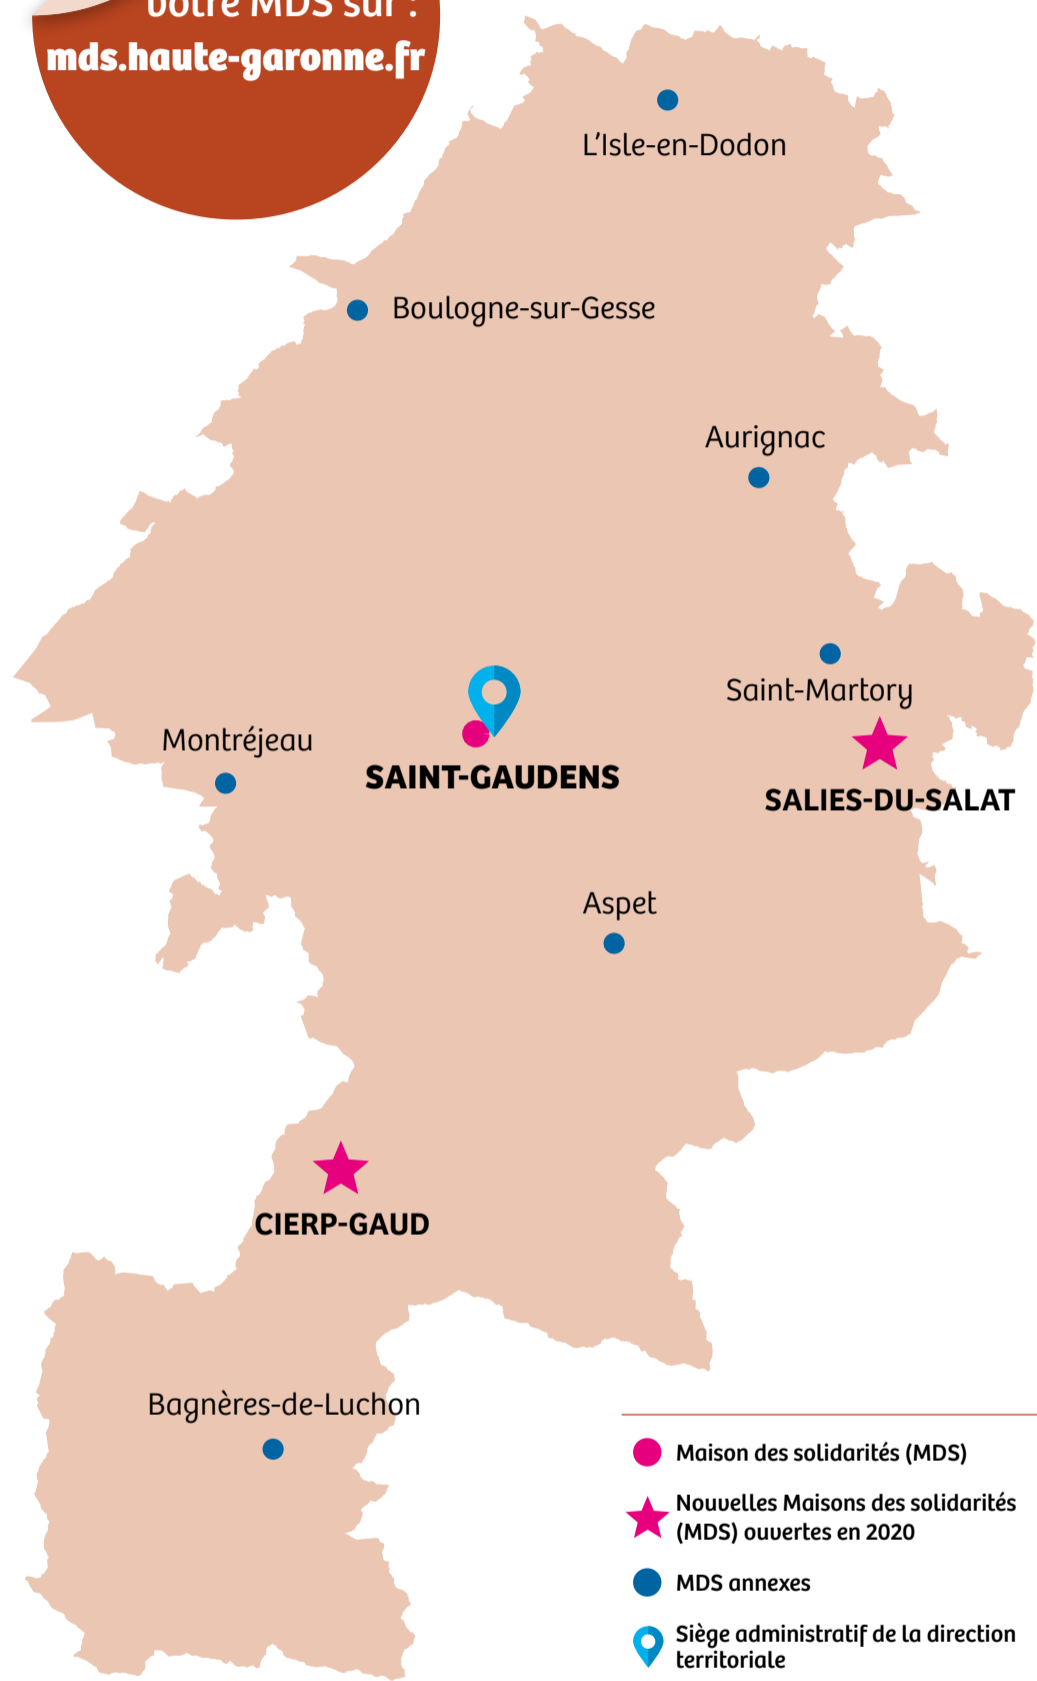 votre MDS sur :
mds.haute-garonne.fr
L’Isle-en-Dodon
Boulogne-sur-Gesse
Aurignac
Saint-Martory
Montréjeau
SAINT-GAUDENS
SALIES-DU-SALAT
Aspet
CIERP-GAUD
Bagnères-de-Luchon
Maison des solidarités (MDS)
Nouvelles Maisons des solidarités
(MDS) ouvertes en 2020
MDS annexes
Siège administratif de la direction
territoriale